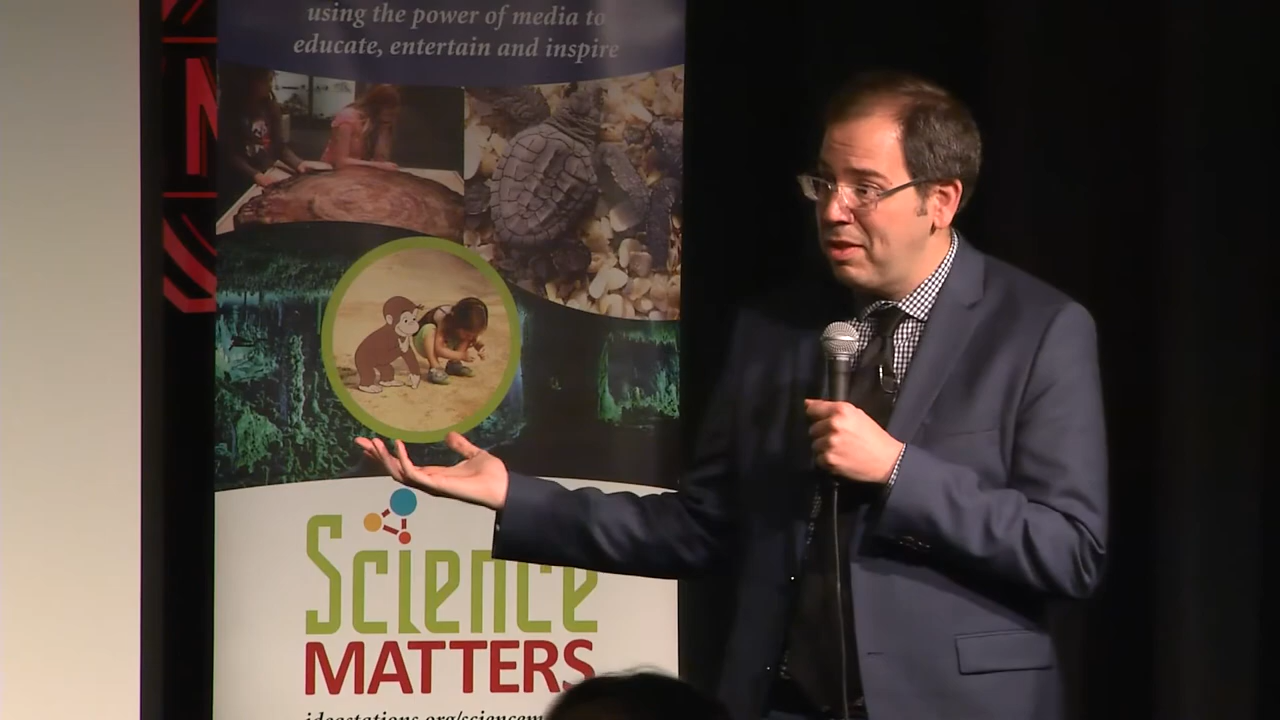 using the power of media to
educate, entertain and inspire
Science
MATTERS